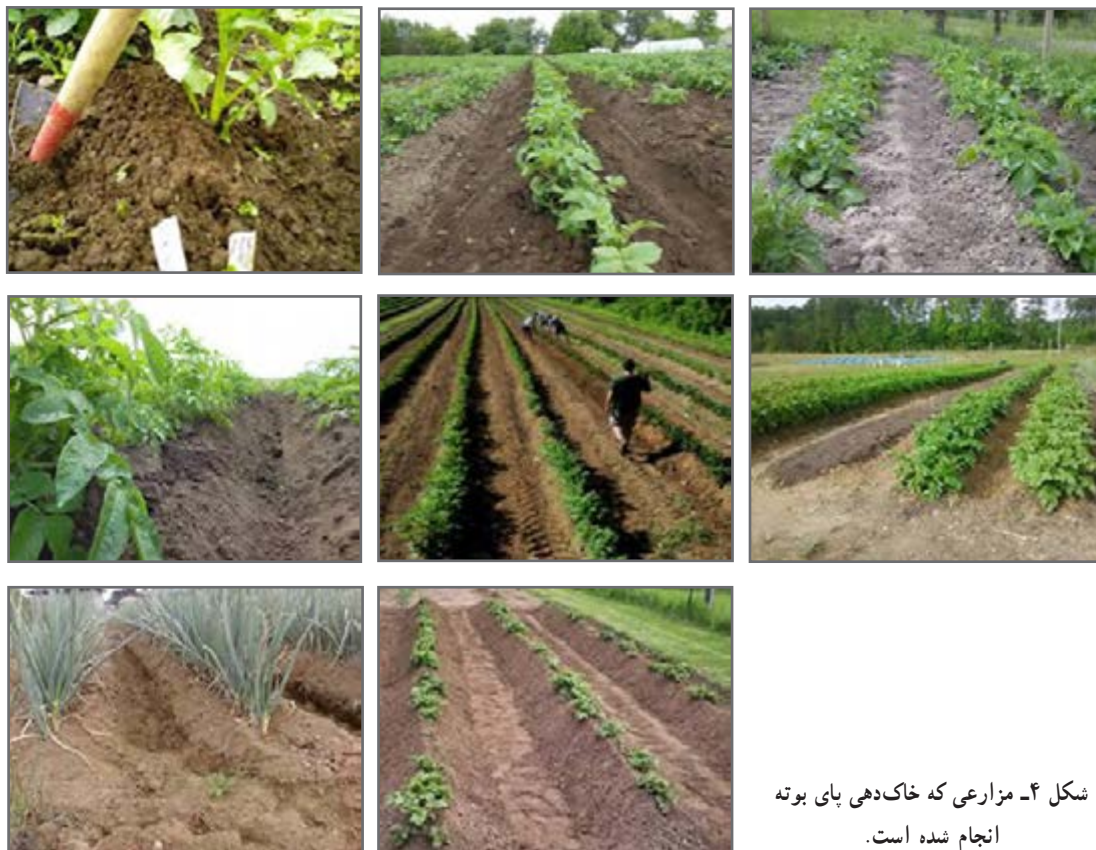 شکل ۴ـ مزارعی که خاک‌دهی پای بوته
انجام شده است.